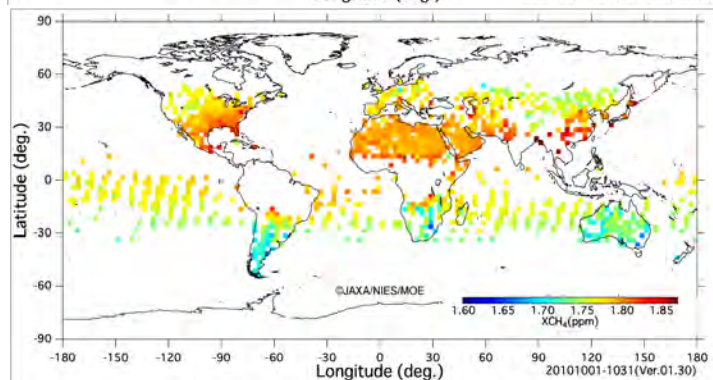 90
60
30
0
-30
-60
-90
Latitude (deg.)
©JAXA/NIES/MOE
1.60 1.65 1.70 1.75 1.80 1.85
XCH₄(ppm)
-180 -150 -120 -90 -60 -30 0 30 60 90 120 150 180
Longitude (deg.)
20101001-1031(Ver.01.30)